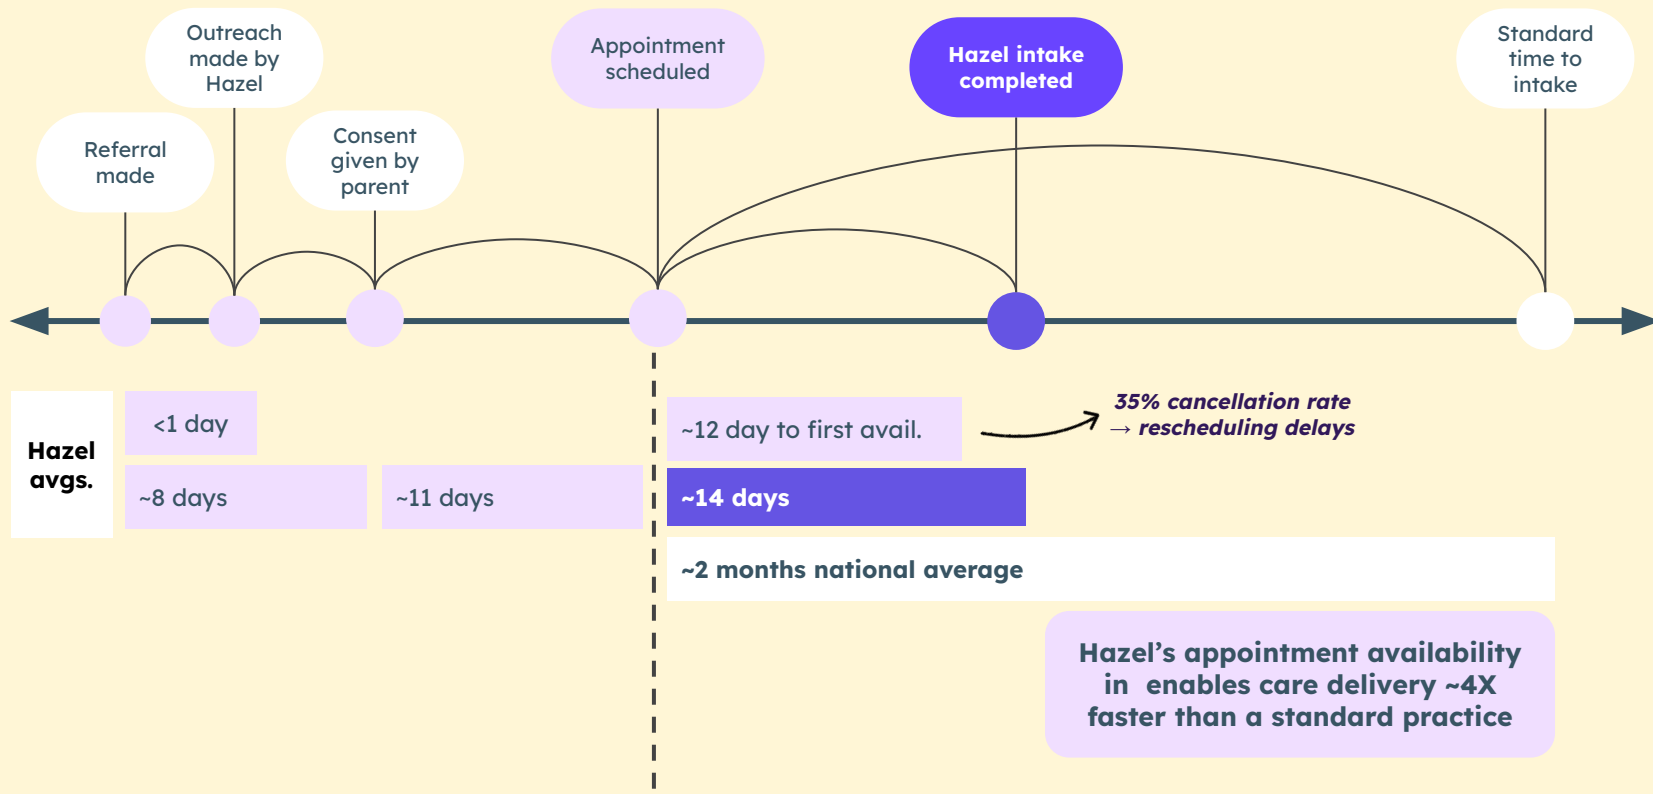 Outreach
made by
Hazel
Appointment
scheduled
Hazel intake
completed
Standard
time to
intake
Referral
made
Consent
given by
parent
Hazel
avgs.
<1 day
~8 days
~11 days
~12 day to first avail.
35% cancellation rate
→ rescheduling delays
~14 days
~2 months national average
Hazel’s appointment availability
in  enables care delivery ~4X
faster than a standard practice